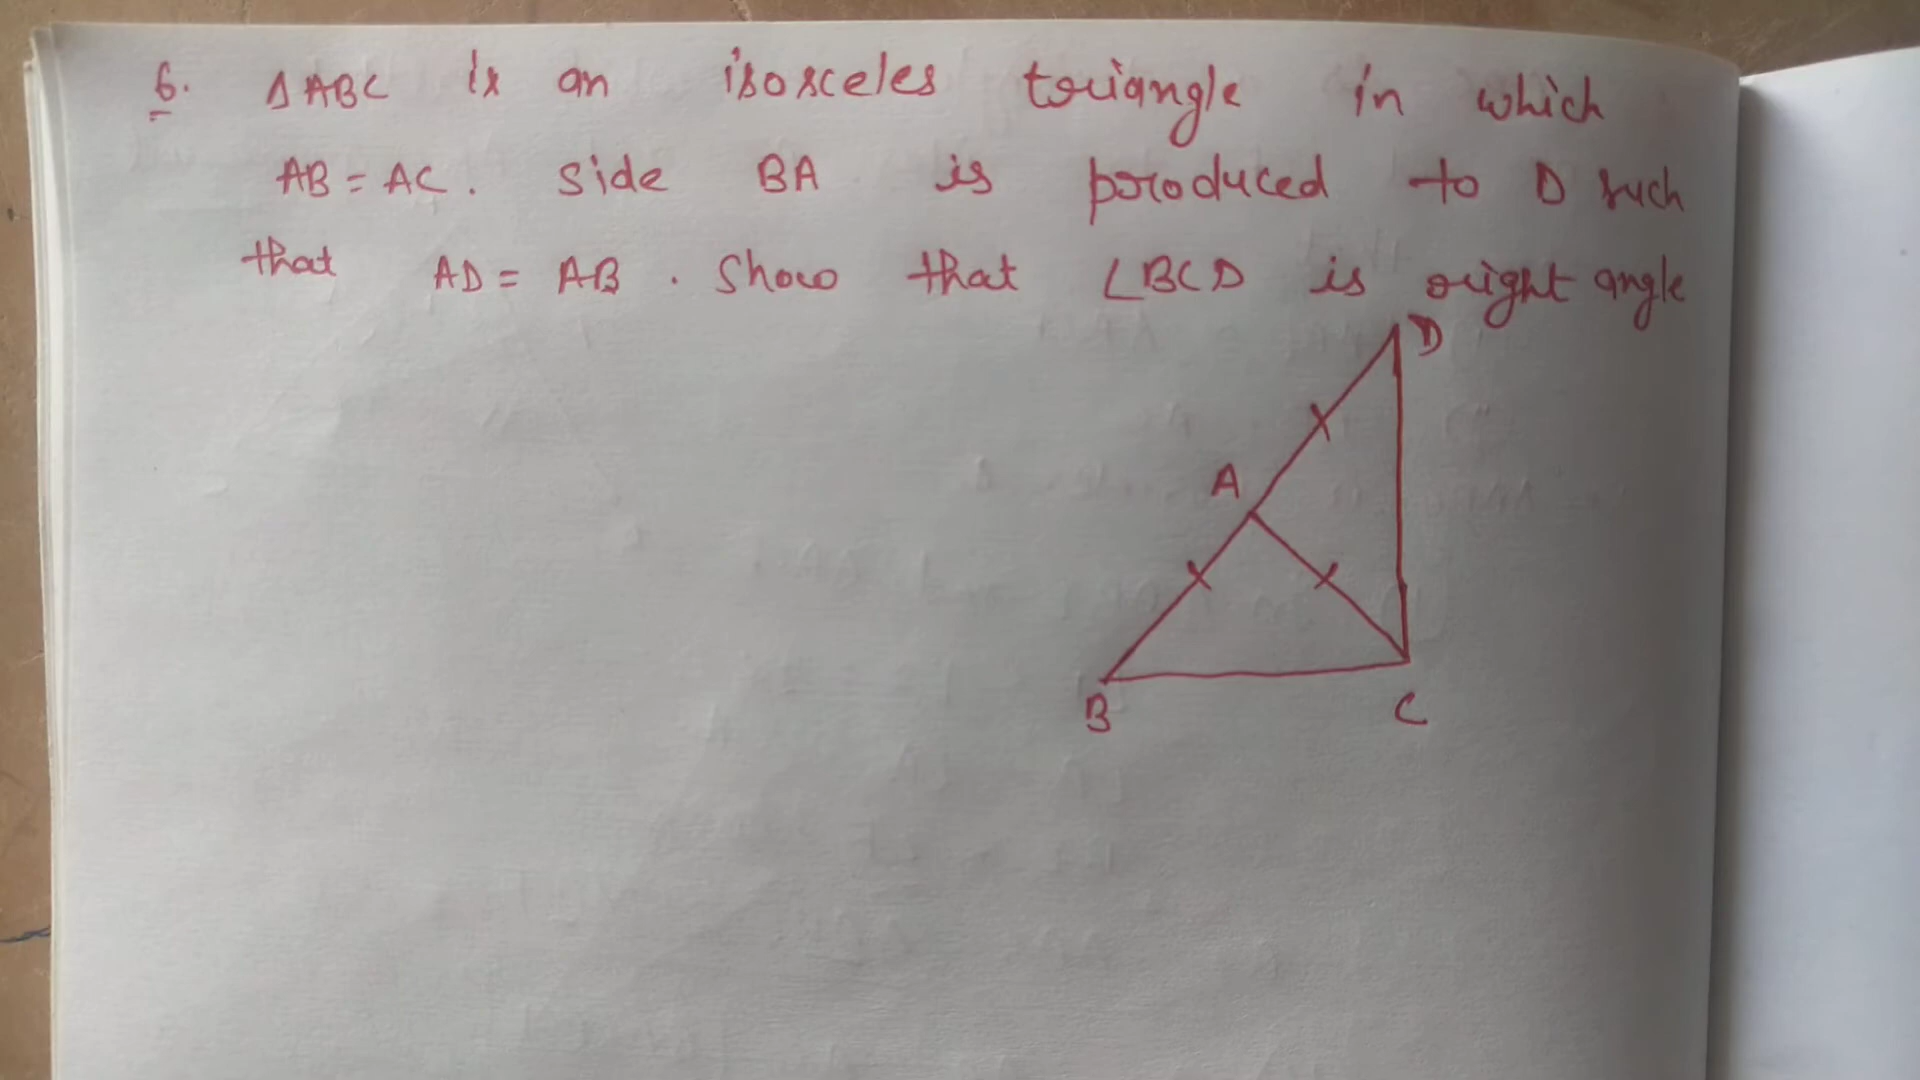 6. ΔABC is an isosceles triangle in which
AB = AC. Side BA is produced to D such
that AD = AB. Show that ∠BCD is right angle
D
A
B C